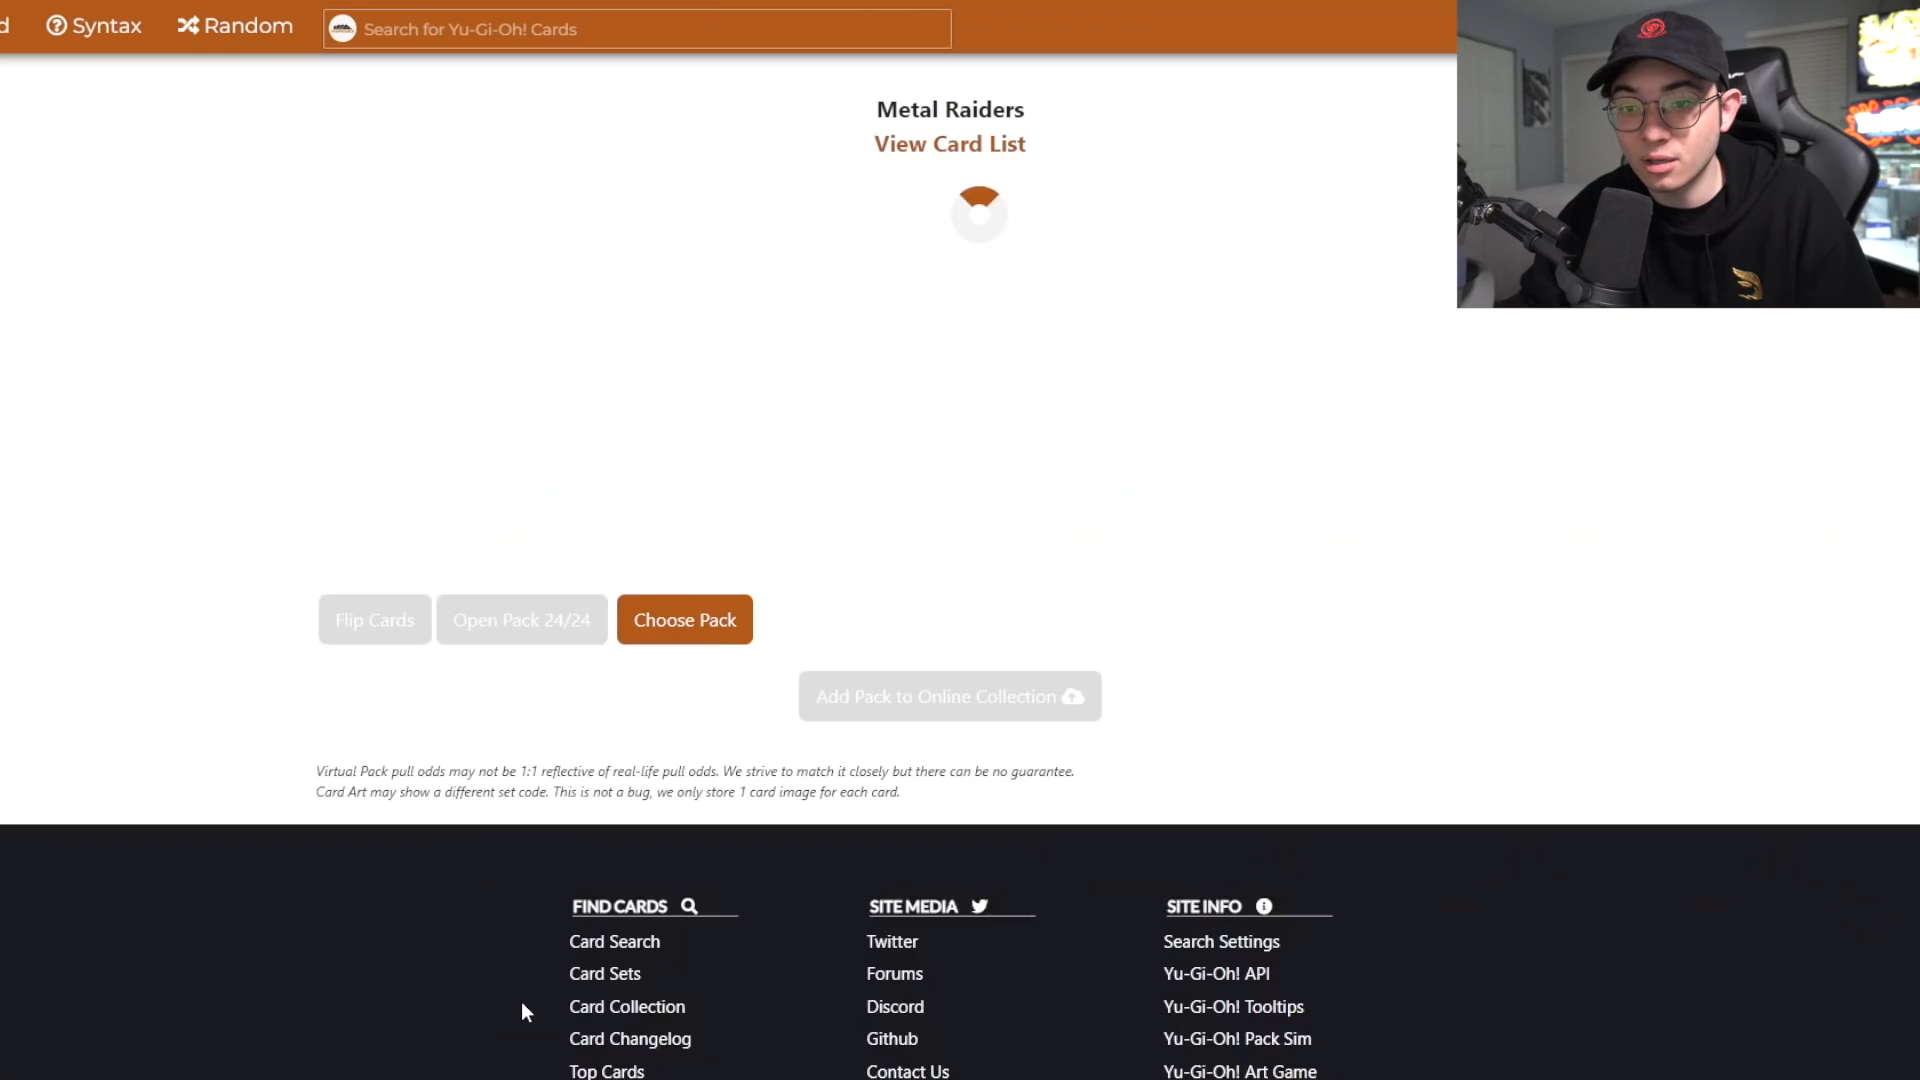 Syntax
Random
Search for Yu-Gi-Oh! Cards
Metal Raiders
View Card List
Flip Cards
Open Pack 24/24
Choose Pack
Add Pack to Online Collection
Virtual Pack pull odds may not be 1:1 reflective of real-life pull odds. We strive to match it closely but there can be no guarantee.
Card Art may show a different set code. This is not a bug, we only store 1 card image for each card.
FIND CARDS
Card Search
Card Sets
Card Collection
Card Changelog
Top Cards
SITE MEDIA
Twitter
Forums
Discord
Github
Contact Us
SITE INFO
Search Settings
Yu-Gi-Oh! API
Yu-Gi-Oh! Tooltips
Yu-Gi-Oh! Pack Sim
Yu-Gi-Oh! Art Game